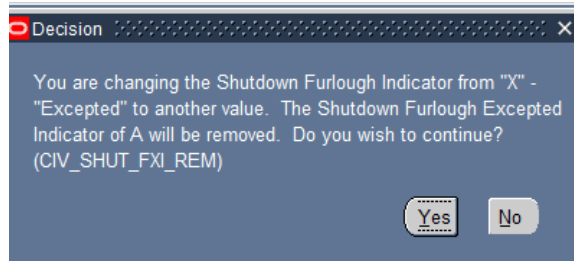 Decision
You are changing the Shutdown Furlough Indicator from "X" -
"Excepted" to another value.  The Shutdown Furlough Excepted
Indicator of A will be removed.  Do you wish to continue?
(CIV_SHUT_FXI_REM)
Yes No